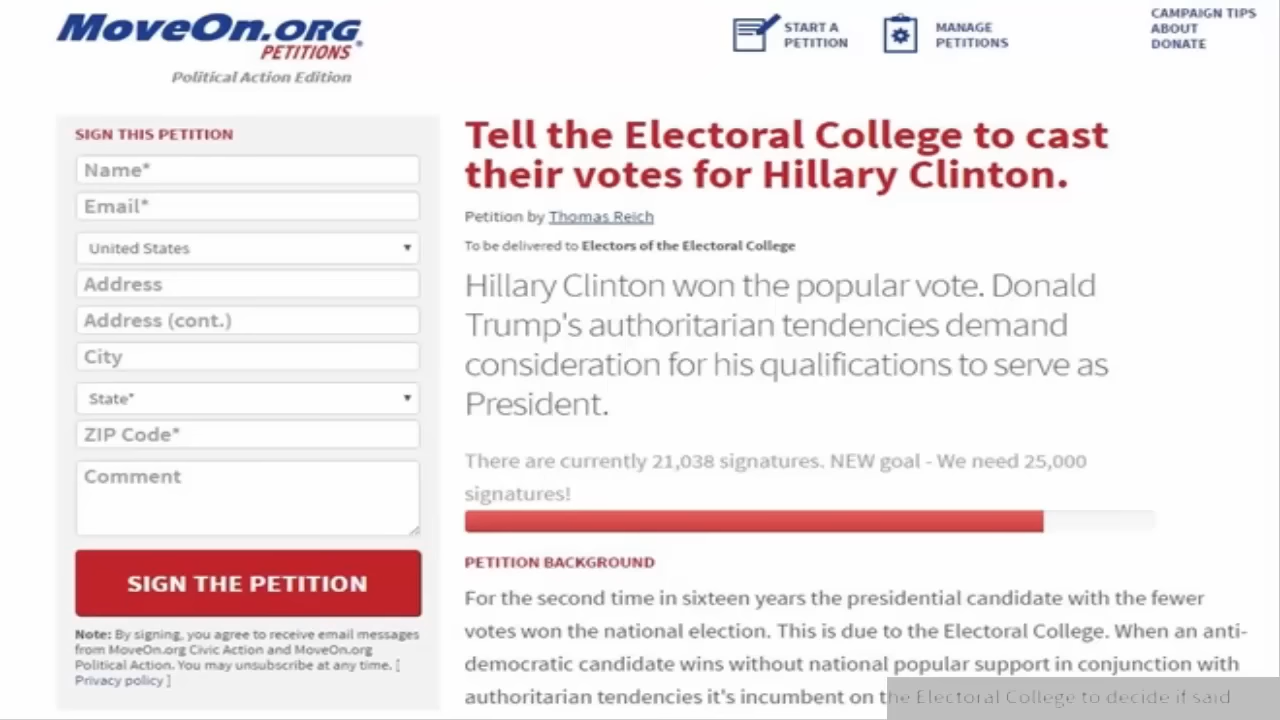 MoveOn.ORG
PETITIONS
Political Action Edition
START A
PETITION
MANAGE
PETITIONS
CAMPAIGN TIPS
ABOUT
DONATE
SIGN THIS PETITION
Name*
Email*
United States
Address
Address (cont.)
City
State*
ZIP Code*
Comment
SIGN THE PETITION
Note: By signing, you agree to receive email messages
from MoveOn.org Civic Action and MoveOn.org
Political Action. You may unsubscribe at any time. [
Privacy policy ]
Tell the Electoral College to cast
their votes for Hillary Clinton.
Petition by Thomas Reich
To be delivered to Electors of the Electoral College
Hillary Clinton won the popular vote. Donald
Trump's authoritarian tendencies demand
consideration for his qualifications to serve as
President.
There are currently 21,038 signatures. NEW goal - We need 25,000
signatures!
PETITION BACKGROUND
For the second time in sixteen years the presidential candidate with the fewer
votes won the national election. This is due to the Electoral College. When an anti-
democratic candidate wins without national popular support in conjunction with
authoritarian tendencies it's incumbent on the Electoral College to decide if said